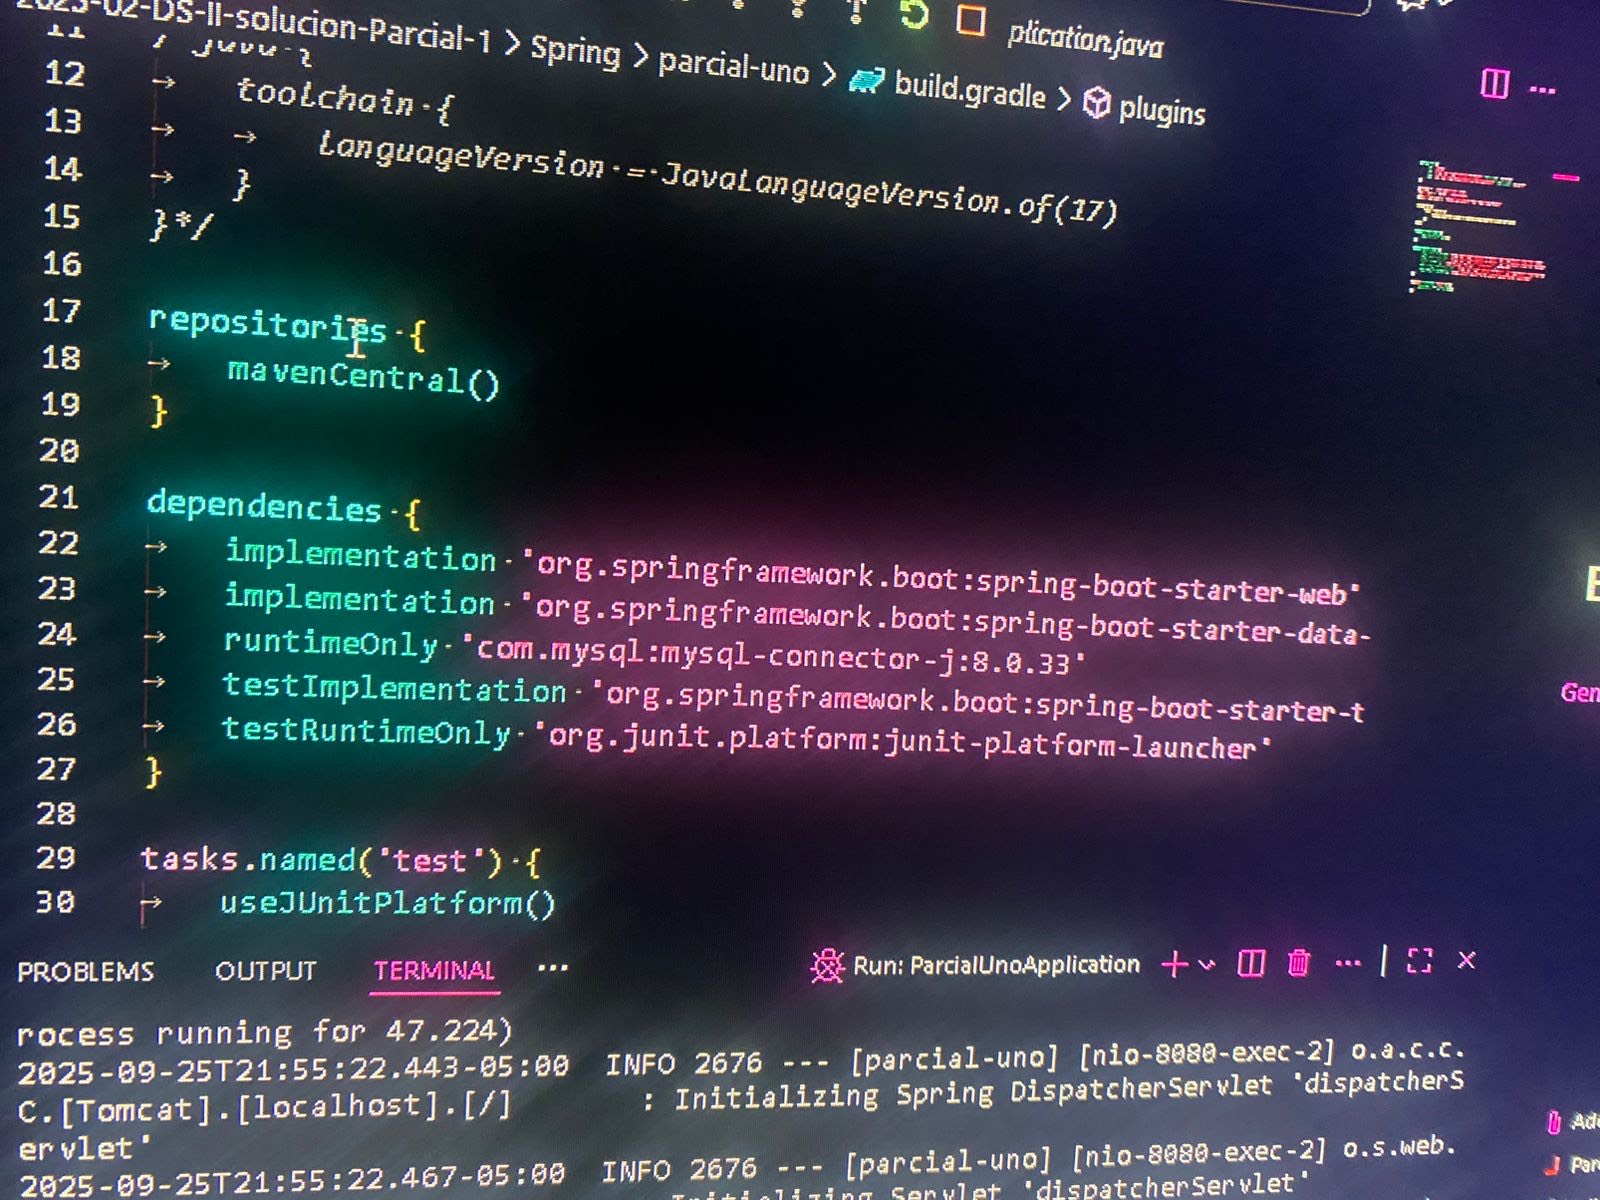 2025-02-DS-II-solucion-Parcial-1 > Spring > parcial-uno > build.gradle > plugins
plication.java
11 java {
12 toolchain {
13 languageVersion = JavaLanguageVersion.of(17)
14 }
15 }*/
16
17 repositories {
18 mavenCentral()
19 }
20
21 dependencies {
22 implementation 'org.springframework.boot:spring-boot-starter-web'
23 implementation 'org.springframework.boot:spring-boot-starter-data-
24 runtimeOnly 'com.mysql:mysql-connector-j:8.0.33'
25 testImplementation 'org.springframework.boot:spring-boot-starter-t
26 testRuntimeOnly 'org.junit.platform:junit-platform-launcher'
27 }
28
29 tasks.named('test') {
30 useJUnitPlatform()
Gen
PROBLEMS OUTPUT TERMINAL ··· Run: ParcialUnoApplication
rocess running for 47.224)
2025-09-25T21:55:22.443-05:00 INFO 2676 --- [parcial-uno] [nio-8080-exec-2] o.a.c.c.
C.[Tomcat].[localhost].[/] : Initializing Spring DispatcherServlet 'dispatcherS
ervlet'
2025-09-25T21:55:22.467-05:00 INFO 2676 --- [parcial-uno] [nio-8080-exec-2] o.s.web.
Initializing Servlet 'dispatcherServlet'